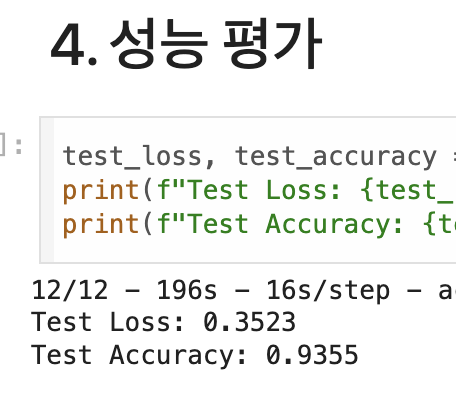 4. 성능 평가
]:
test_loss, test_accuracy =
print(f"Test Loss: {test_
print(f"Test Accuracy: {te
12/12 – 196s – 16s/step – a
Test Loss: 0.3523
Test Accuracy: 0.9355